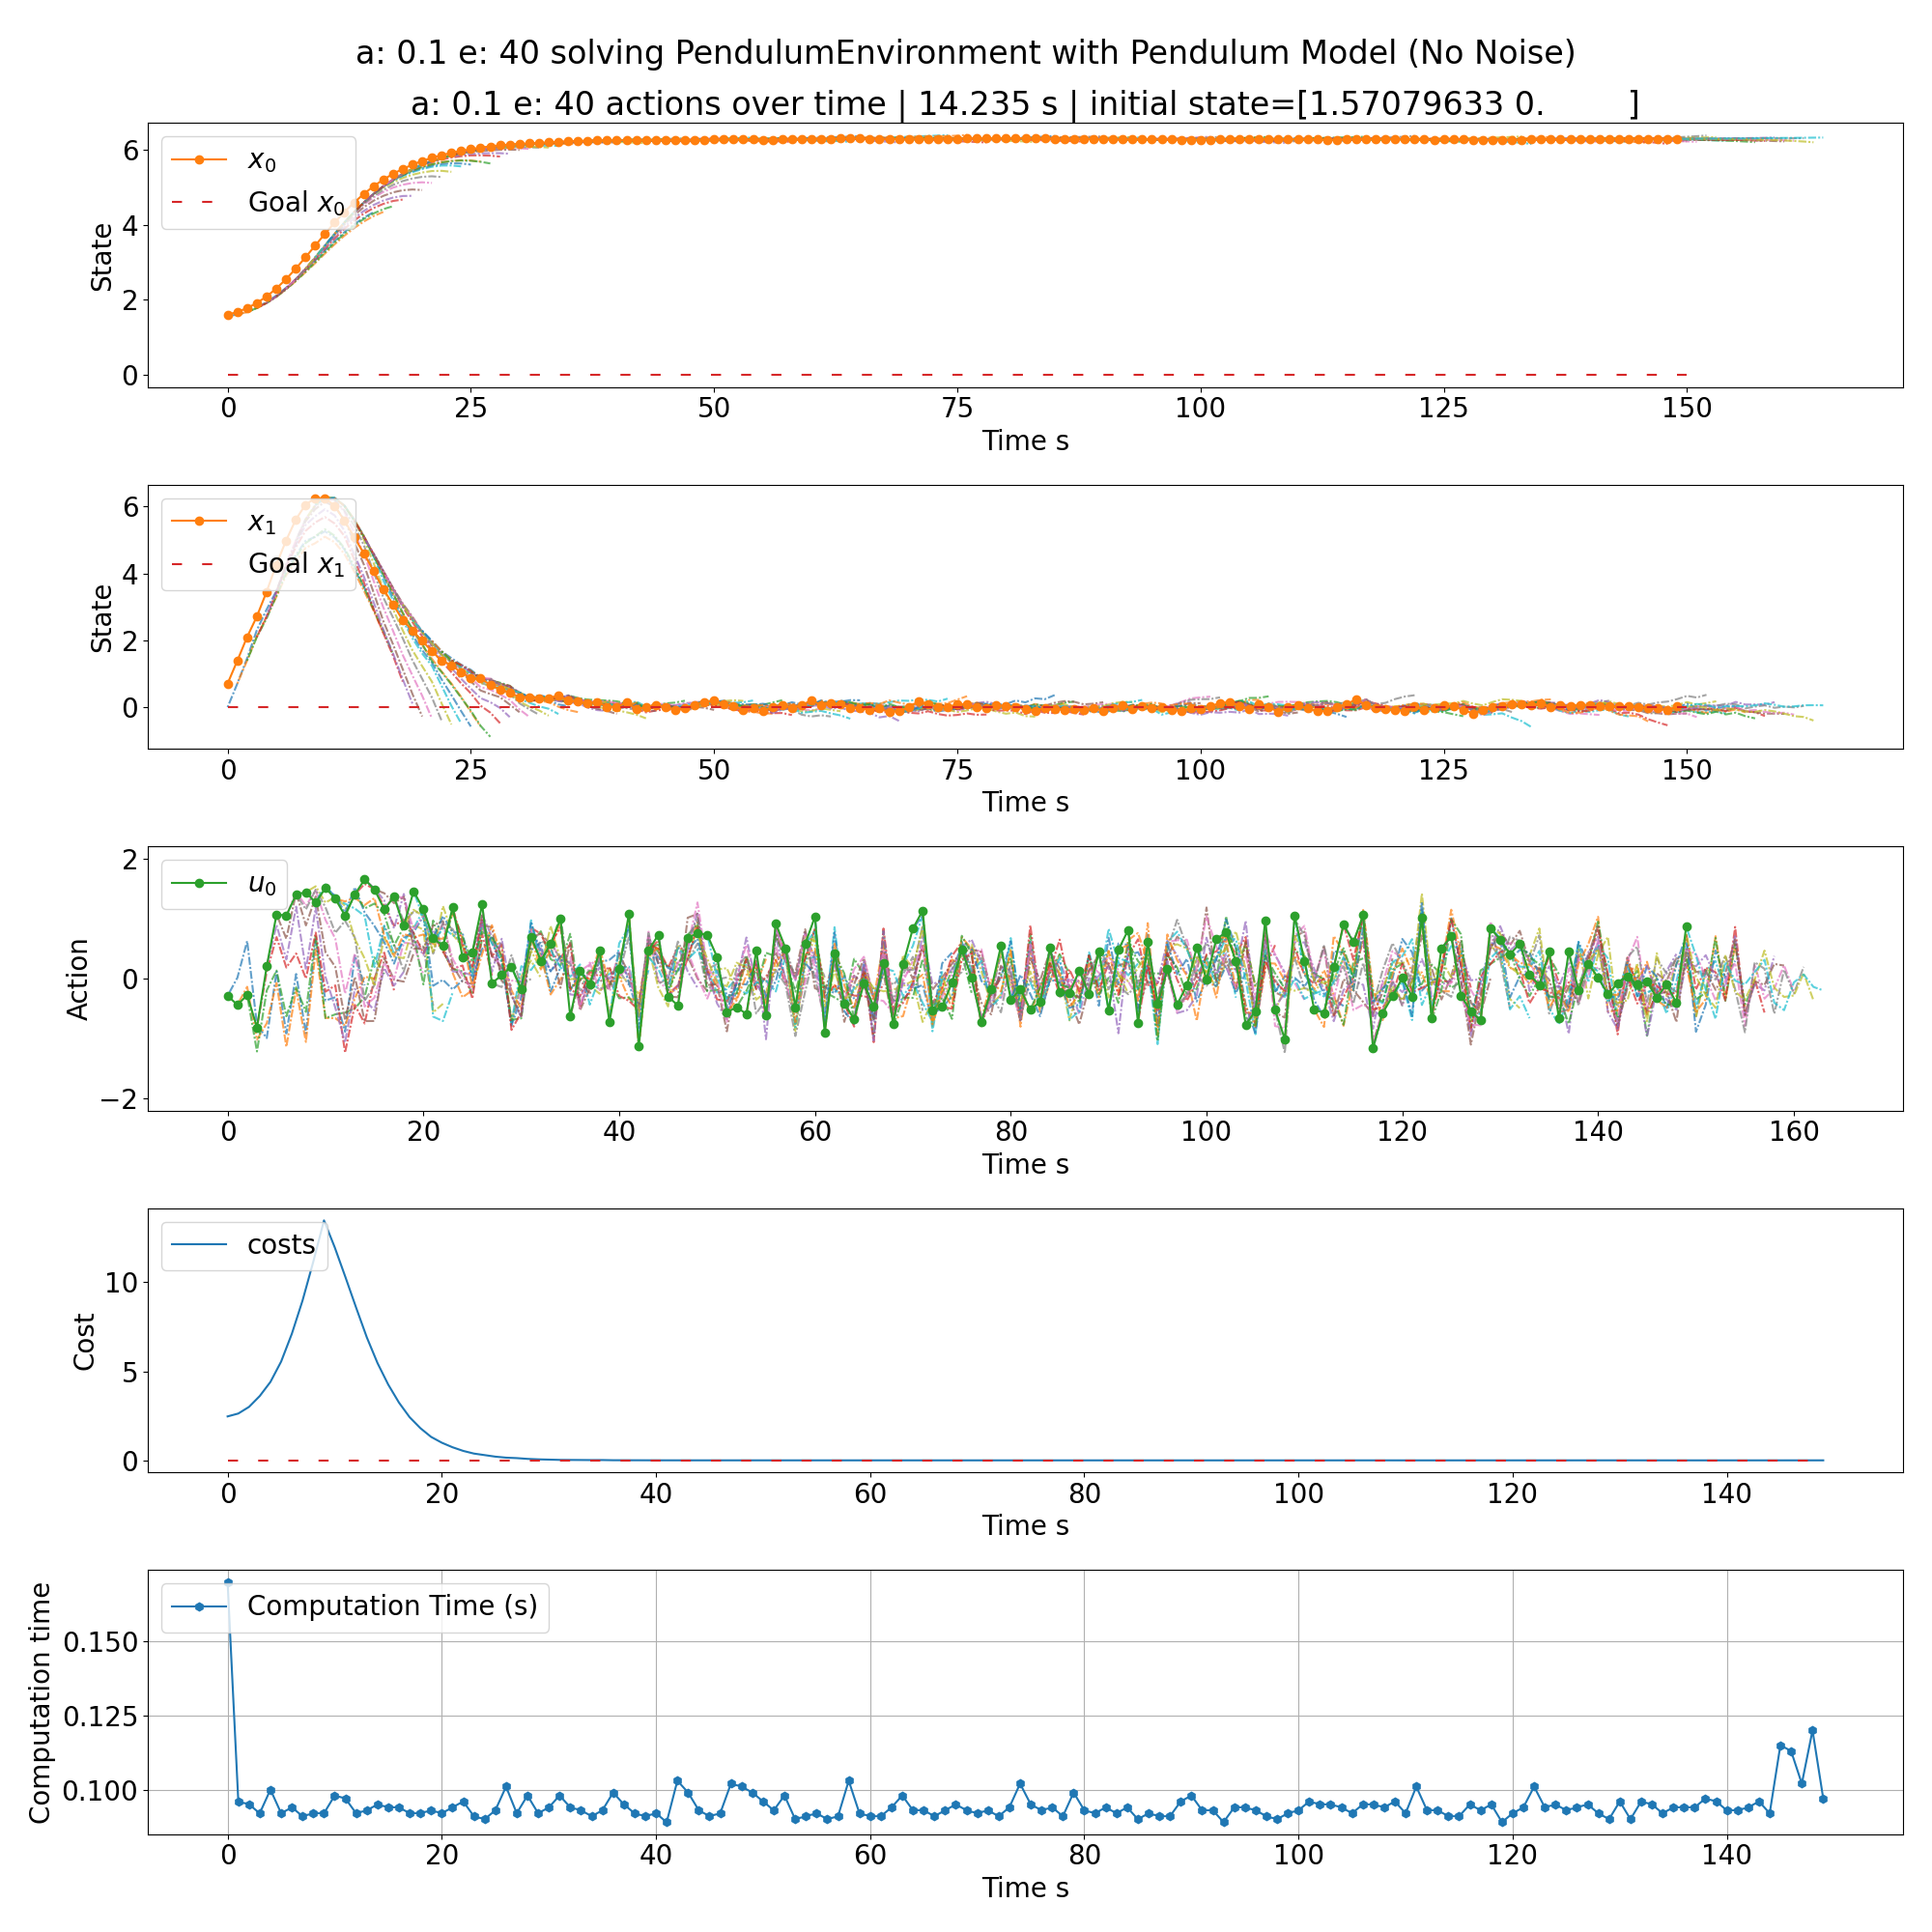 a: 0.1 e: 40 solving PendulumEnvironment with Pendulum Model (No Noise)
a: 0.1 e: 40 actions over time | 14.235 s | initial state=[1.57079633 0.         ]
6
4
2
0
State
x0
Goal x0
0 25 50 75 100 125 150
Time s
6
4
2
0
State
x1
Goal x1
0 25 50 75 100 125 150
Time s
2
0
−2
Action
u0
0 20 40 60 80 100 120 140 160
Time s
10
5
0
Cost
costs
0 20 40 60 80 100 120 140
Time s
0.150
0.125
0.100
Computation time
Computation Time (s)
0 20 40 60 80 100 120 140
Time s